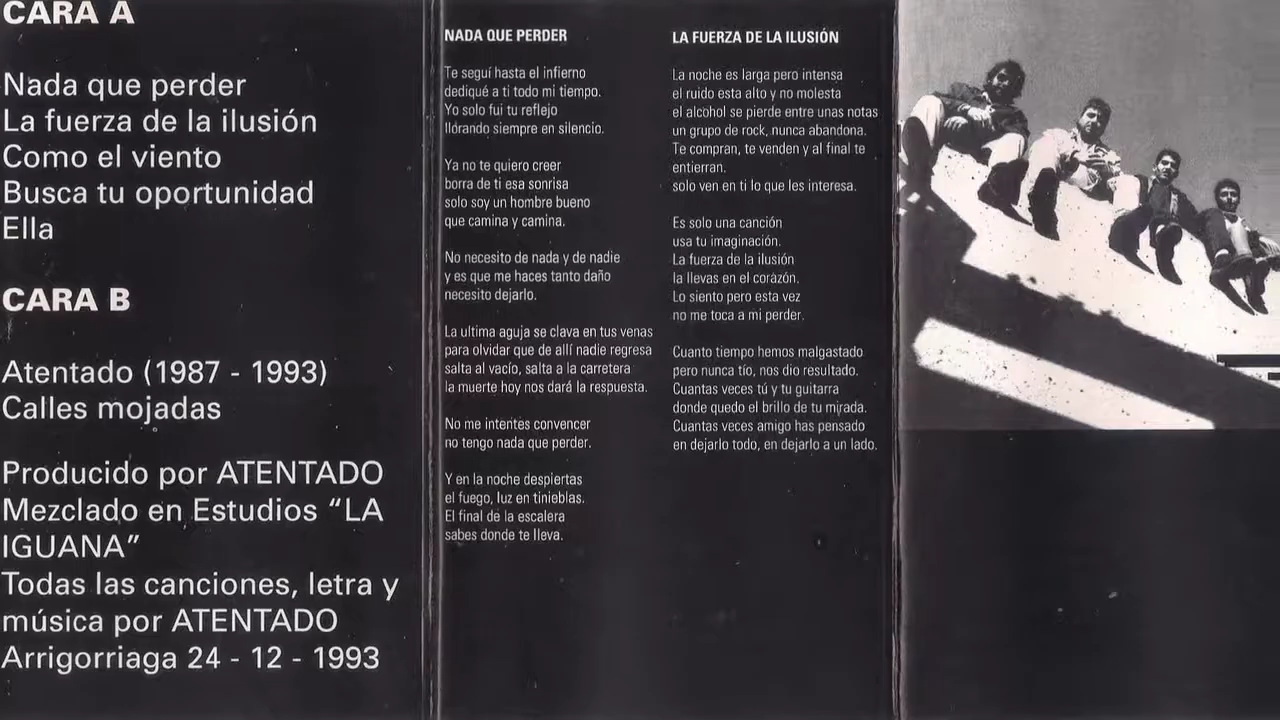 CARA A
Nada que perder
La fuerza de la ilusión
Como el viento
Busca tu oportunidad
Ella
CARA B
Atentado (1987 - 1993)
Calles mojadas
Producido por ATENTADO
Mezclado en Estudios “LA
IGUANA”
Todas las canciones, letra y
música por ATENTADO
Arrigorriaga 24 - 12 - 1993
NADA QUE PERDER
Te seguí hasta el infierno
dediqué a ti todo mi tiempo.
Yo solo fui tu reflejo
llorando siempre en silencio.
Ya no te quiero creer
borra de ti esa sonrisa
solo soy un hombre bueno
que camina y camina.
No necesito de nada y de nadie
y es que me haces tanto daño
necesito dejarlo.
La ultima aguja se clava en tus venas
para olvidar que de allí nadie regresa
salta al vacío, salta a la carretera
la muerte hoy nos dará la respuesta.
No me intentes convencer
no tengo nada que perder.
Y en la noche despiertas
el fuego, luz en tinieblas.
El final de la escalera
sabes donde te lleva.
LA FUERZA DE LA ILUSIÓN
La noche es larga pero intensa
el ruido esta alto y no molesta
el alcohol se pierde entre unas notas
un grupo de rock, nunca abandona.
Te compran, te venden y al final te
entierran.
solo ven en ti lo que les interesa.
Es solo una canción
usa tu imaginación.
La fuerza de la ilusión
la llevas en el corazón.
Lo siento pero esta vez
no me toca a mi perder.
Cuanto tiempo hemos malgastado
pero nunca tío, nos dio resultado.
Cuantas veces tú y tu guitarra
donde quedo el brillo de tu mirada.
Cuantas veces amigo has pensado
en dejarlo todo, en dejarlo a un lado.